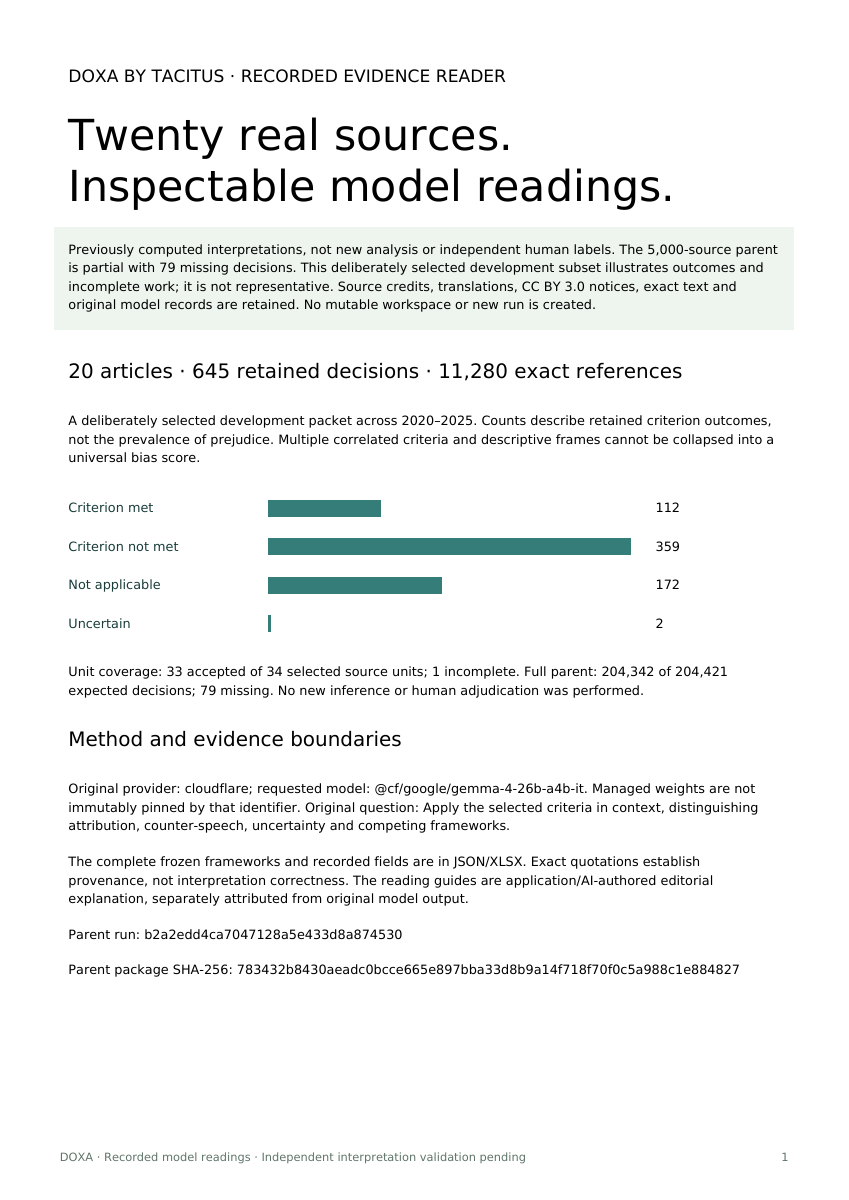 DOXA BY TACITUS · RECORDED EVIDENCE READER
Twenty real sources.
Inspectable model readings.
Previously computed interpretations, not new analysis or independent human labels. The 5,000-source parent
is partial with 79 missing decisions. This deliberately selected development subset illustrates outcomes and
incomplete work; it is not representative. Source credits, translations, CC BY 3.0 notices, exact text and
original model records are retained. No mutable workspace or new run is created.
20 articles · 645 retained decisions · 11,280 exact references
A deliberately selected development packet across 2020–2025. Counts describe retained criterion outcomes,
not the prevalence of prejudice. Multiple correlated criteria and descriptive frames cannot be collapsed into a
universal bias score.
Criterion met 112
Criterion not met 359
Not applicable 172
Uncertain 2
Unit coverage: 33 accepted of 34 selected source units; 1 incomplete. Full parent: 204,342 of 204,421
expected decisions; 79 missing. No new inference or human adjudication was performed.
Method and evidence boundaries
Original provider: cloudflare; requested model: @cf/google/gemma-4-26b-a4b-it. Managed weights are not
immutably pinned by that identifier. Original question: Apply the selected criteria in context, distinguishing
attribution, counter-speech, uncertainty and competing frameworks.
The complete frozen frameworks and recorded fields are in JSON/XLSX. Exact quotations establish
provenance, not interpretation correctness. The reading guides are application/AI-authored editorial
explanation, separately attributed from original model output.
Parent run: b2a2edd4ca7047128a5e433d8a874530
Parent package SHA-256: 783432b8430aeadc0bcce665e897bba33d8b9a14f718f70f0c5a988c1e884827
DOXA · Recorded model readings · Independent interpretation validation pending 1